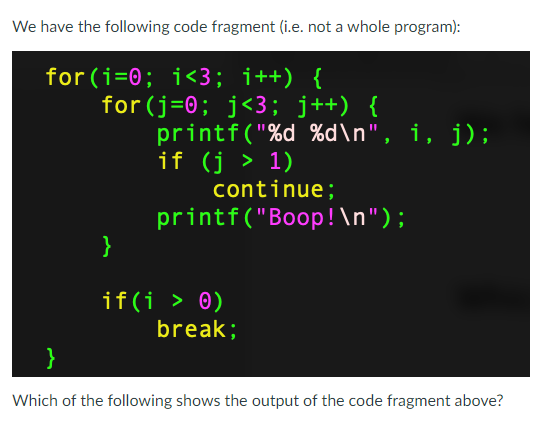 We have the following code fragment (i.e. not a whole program):
for(i=0; i<3; i++) {
    for(j=0; j<3; j++) {
        printf("%d %d\n", i, j);
        if (j > 1)
            continue;
        printf("Boop!\n");
    }

    if(i > 0)
        break;
}
Which of the following shows the output of the code fragment above?